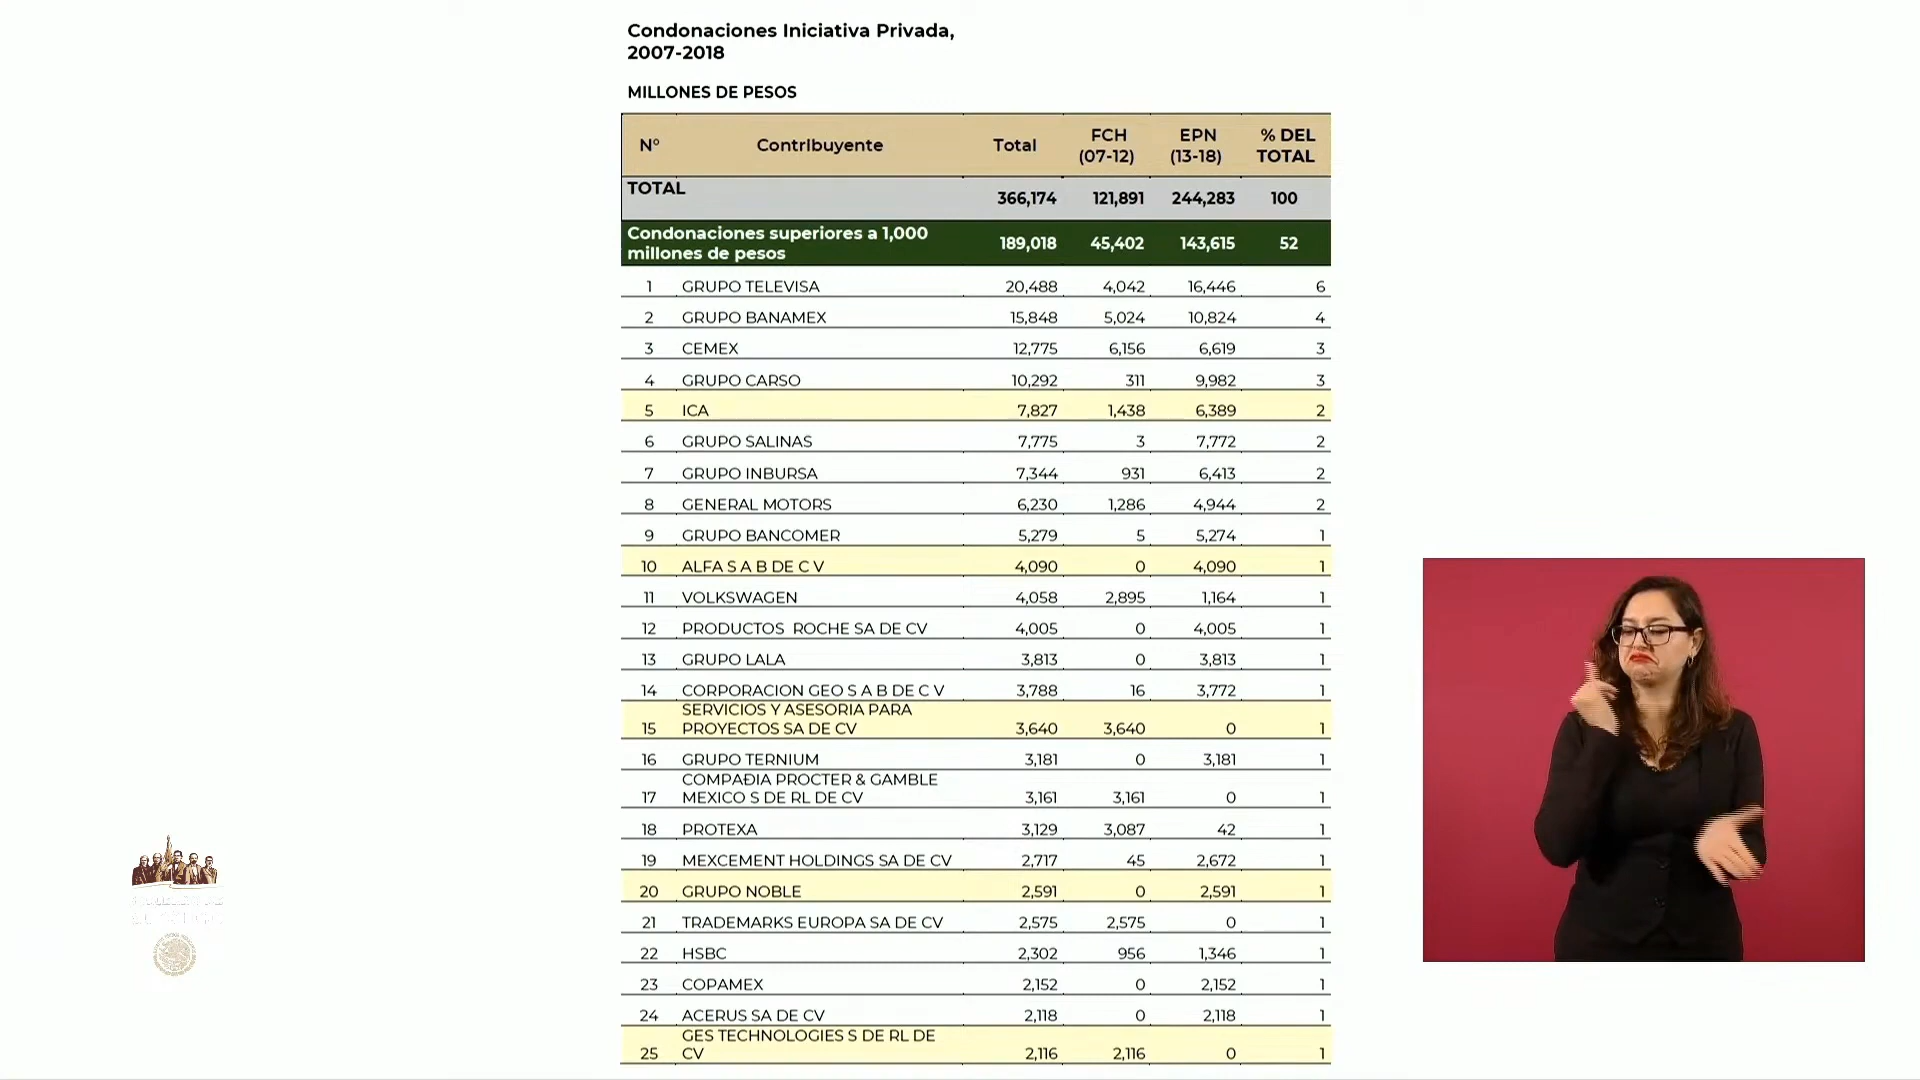 Condonaciones Iniciativa Privada,
2007-2018
MILLONES DE PESOS
N° Contribuyente Total FCH (07-12) EPN (13-18) % DEL TOTAL
TOTAL 366,174 121,891 244,283 100
Condonaciones superiores a 1,000
millones de pesos 189,018 45,402 143,615 52
1 GRUPO TELEVISA 20,488 4,042 16,446 6
2 GRUPO BANAMEX 15,848 5,024 10,824 4
3 CEMEX 12,775 6,156 6,619 3
4 GRUPO CARSO 10,292 311 9,982 3
5 ICA 7,827 1,438 6,389 2
6 GRUPO SALINAS 7,775 3 7,772 2
7 GRUPO INBURSA 7,344 931 6,413 2
8 GENERAL MOTORS 6,230 1,286 4,944 2
9 GRUPO BANCOMER 5,279 5 5,274 1
10 ALFA S A B DE C V 4,090 0 4,090 1
11 VOLKSWAGEN 4,058 2,895 1,164 1
12 PRODUCTOS ROCHE SA DE CV 4,005 0 4,005 1
13 GRUPO LALA 3,813 0 3,813 1
14 CORPORACION GEO S A B DE C V 3,788 16 3,772 1
SERVICIOS Y ASESORIA PARA
15 PROYECTOS SA DE CV 3,640 3,640 0 1
16 GRUPO TERNIUM 3,181 0 3,181 1
COMPAÐIA PROCTER & GAMBLE
17 MEXICO S DE RL DE CV 3,161 3,161 0 1
18 PROTEXA 3,129 3,087 42 1
19 MEXCEMENT HOLDINGS SA DE CV 2,717 45 2,672 1
20 GRUPO NOBLE 2,591 0 2,591 1
21 TRADEMARKS EUROPA SA DE CV 2,575 2,575 0 1
22 HSBC 2,302 956 1,346 1
23 COPAMEX 2,152 0 2,152 1
24 ACERUS SA DE CV 2,118 0 2,118 1
GES TECHNOLOGIES S DE RL DE
25 CV 2,116 2,116 0 1